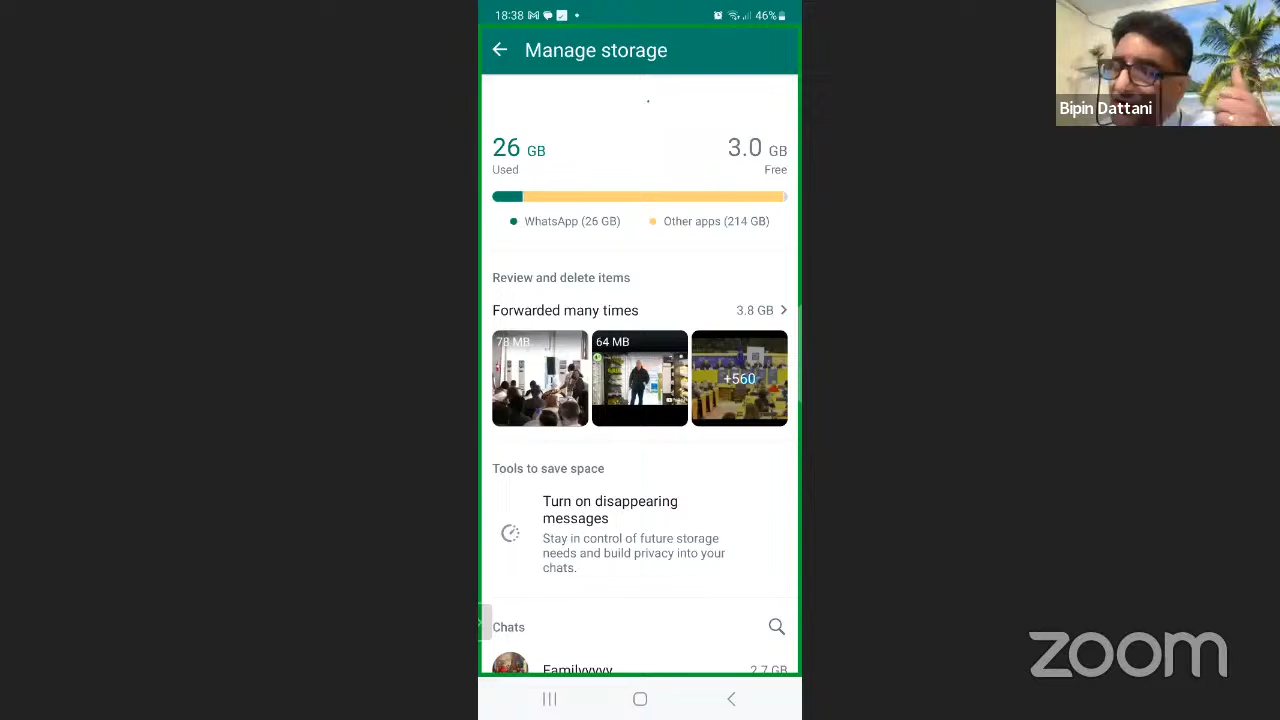 18:38
46%
Manage storage
Bipin Dattani
26 GB
3.0 GB
Used
Free
WhatsApp (26 GB)
Other apps (214 GB)
Review and delete items
Forwarded many times
3.8 GB
78 MB
64 MB
+560
Tools to save space
Turn on disappearing
messages
Stay in control of future storage
needs and build privacy into your
chats.
Chats
Familyyyyy
2.7 GB
zoom